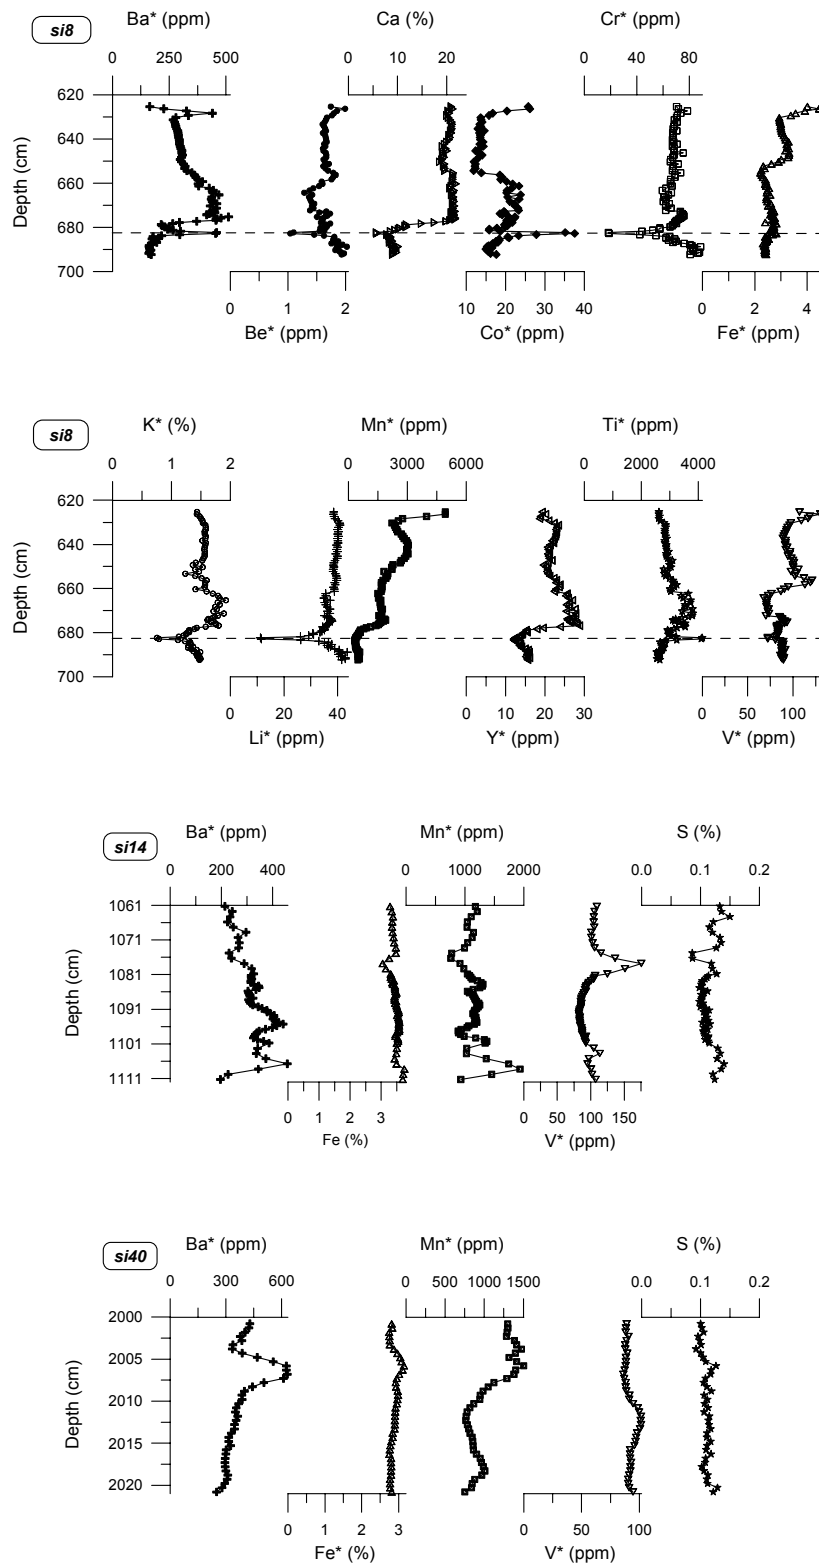 si8
Ba* (ppm) Ca (%) Cr* (ppm)
0 250 500 0 10 20 0 40 80
Depth (cm)
620
640
660
680
700
0 1 2 10 20 30 40 0 2 4
Be* (ppm) Co* (ppm) Fe* (ppm)
si8
K* (%) Mn* (ppm) Ti* (ppm)
0 1 2 0 3000 6000 0 2000 4000
Depth (cm)
620
640
660
680
700
0 20 40 0 10 20 30 0 50 100
Li* (ppm) Y* (ppm) V* (ppm)
si14
Ba* (ppm) Mn* (ppm) S (%)
0 200 400 0 1000 2000 0.0 0.1 0.2
Depth (cm)
1061
1071
1081
1091
1101
1111
0 1 2 3 0 50 100 150
Fe (%) V* (ppm)
si40
Ba* (ppm) Mn* (ppm) S (%)
0 300 600 0 500 1000 1500 0.0 0.1 0.2
Depth (cm)
2000
2005
2010
2015
2020
0 1 2 3 0 50 100
Fe* (%) V* (ppm)